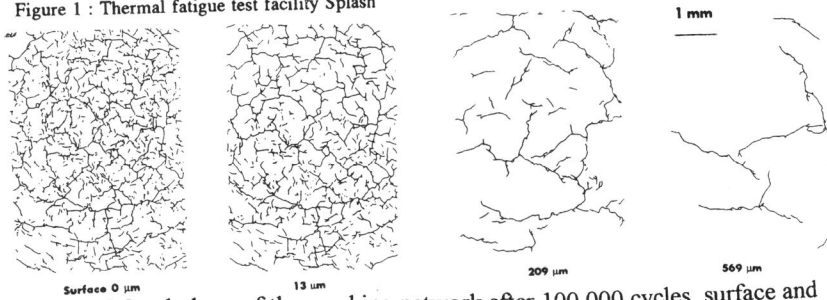 Figure 1 : Thermal fatigue test facility Splash
1 mm
Surface 0 µm
13 µm
209 µm
569 µm
of the cracking network after 100 000 cycles, surface and